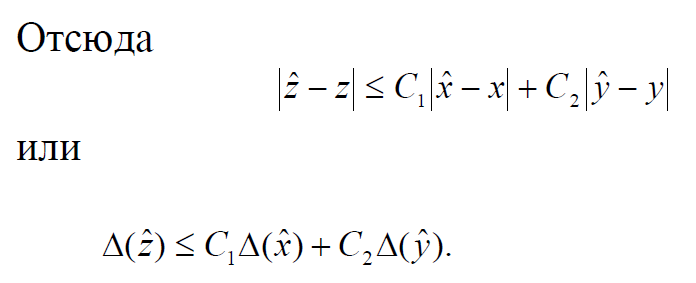 Отсюда
|ẑ − z| ≤ C₁|x̂ − x| + C₂|ŷ − y|
или
Δ(ẑ) ≤ C₁Δ(x̂) + C₂Δ(ŷ).